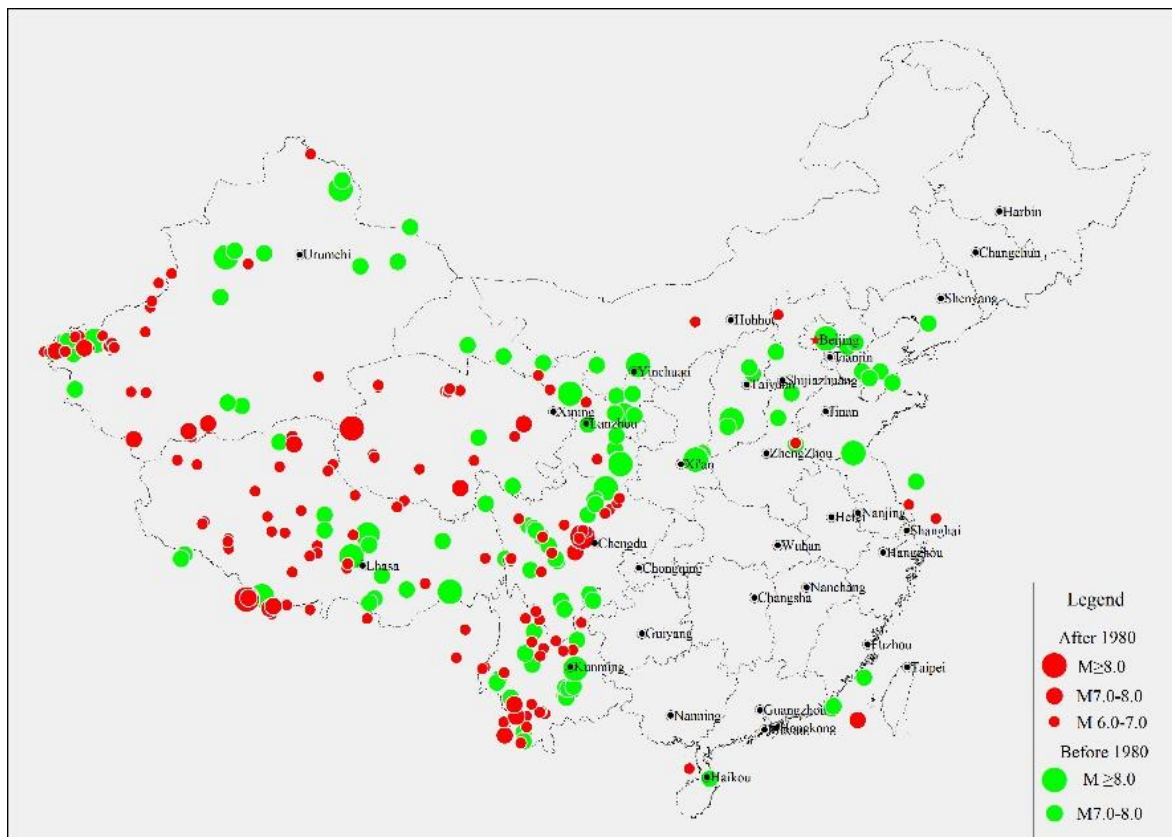 Harbin
Changchun
Urumchi
Shenyang
Hohhot
Beijing
Tianjin
Yinchuan
Shijiazhuang
Taiyuan
Xining
Jinan
Lanzhou
ZhengZhou
Xi'an
Nanjing
Hefei
Shanghai
Chengdu
Wuhan
Hangzhou
Lhasa
Chongqing
Nanchang
Changsha
Guiyang
Fuzhou
Kunming
Taipei
Guangzhou
Nanning
Hongkong
Haikou
Legend
After 1980
M≥8.0
M7.0-8.0
M 6.0-7.0
Before 1980
M ≥8.0
M7.0-8.0